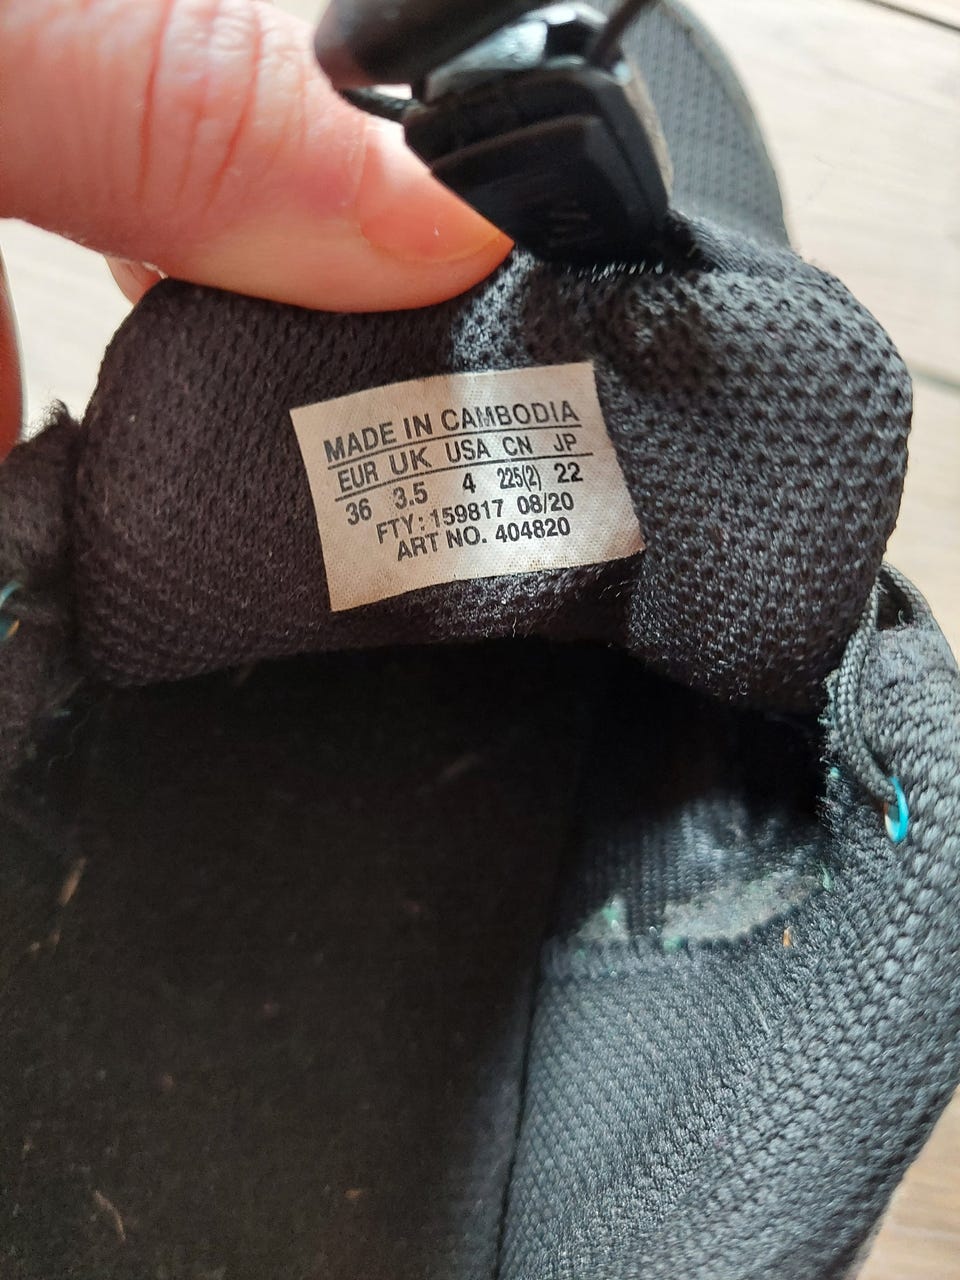 MADE IN CAMBODIA
EUR UK USA CN JP
36 3.5 4 225(2) 22
FTY: 159817 08/20
ART NO. 404820